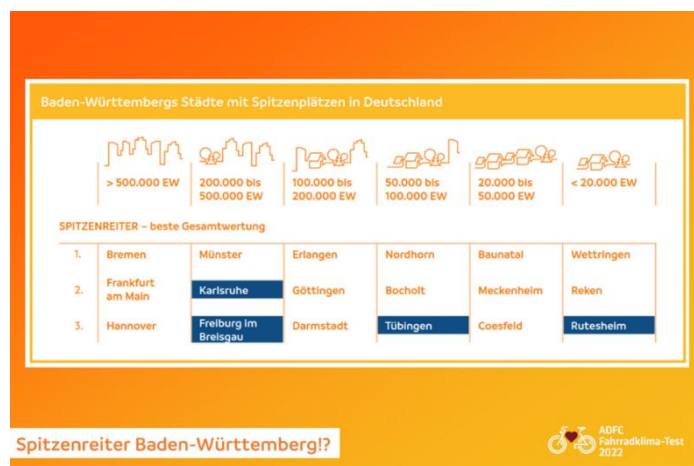 Baden-Württembergs Städte mit Spitzenplätzen in Deutschland
> 500.000 EW
200.000 bis
500.000 EW
100.000 bis
200.000 EW
50.000 bis
100.000 EW
20.000 bis
50.000 EW
< 20.000 EW
SPITZENREITER – beste Gesamtwertung
1. Bremen Münster Erlangen Nordhorn Baunatal Wettringen
2. Frankfurt
am Main Karlsruhe Göttingen Bocholt Meckenheim Reken
3. Hannover Freiburg im
Breisgau Darmstadt Tübingen Coesfeld Rutesheim
Spitzenreiter Baden-Württemberg!?
ADFC
Fahrradklima-Test
2022